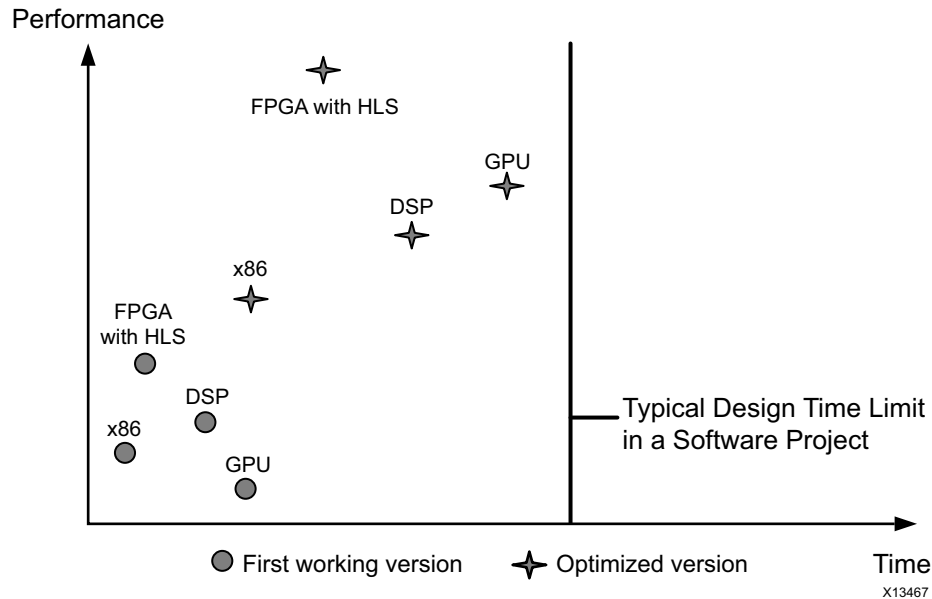 Performance
FPGA with HLS
GPU
DSP
x86
FPGA
with HLS
DSP
x86
GPU
Typical Design Time Limit
in a Software Project
First working version
Optimized version
Time
X13467